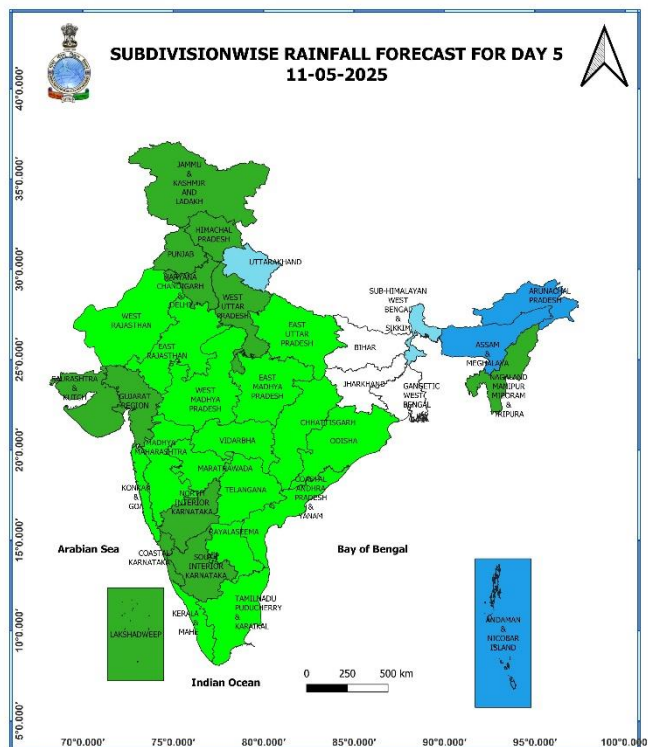 SUBDIVISIONWISE RAINFALL FORECAST FOR DAY 5
11-05-2025
40°0.000'
35°0.000'
30°0.000'
25°0.000'
20°0.000'
15°0.000'
10°0.000'
5°0.000'
JAMMU
&
KASHMIR
AND
LADAKH
HIMACHAL
PRADESH
PUNJAB
UTTARAKHAND
HARYANA
CHANDIGARH
&
DELHI
WEST
UTTAR
PRADESH
SUB-HIMALAYAN
WEST
BENGAL
&
SIKKIM
ARUNACHAL
PRADESH
WEST
RAJASTHAN
EAST
UTTAR
PRADESH
EAST
RAJASTHAN
BIHAR
ASSAM
&
MEGHALAYA
NAGALAND
MANIPUR
MIZORAM
&
TRIPURA
SAURASHTRA
&
KUTCH
GUJARAT
REGION
WEST
MADHYA
PRADESH
EAST
MADHYA
PRADESH
JHARKHAND
GANGETIC
WEST
BENGAL
CHHATTISGARH
ODISHA
MADHYA
MAHARASHTRA
VIDARBHA
MARATHAWADA
KONKAN
&
GOA
NORTH
INTERIOR
KARNATAKA
TELANGANA
COASTAL
ANDHRA
PRADESH
&
YANAM
RAYALASEEMA
Arabian Sea
Bay of Bengal
COASTAL
KARNATAKA
SOUTH
INTERIOR
KARNATAKA
LAKSHADWEEP
KERALA
&
MAHE
TAMILNADU
PUDUCHERRY
&
KARAIKAL
ANDAMAN
&
NICOBAR
ISLAND
Indian Ocean
0 250 500 km
70°0.000' 75°0.000' 80°0.000' 85°0.000' 90°0.000' 95°0.000' 100°0.000'